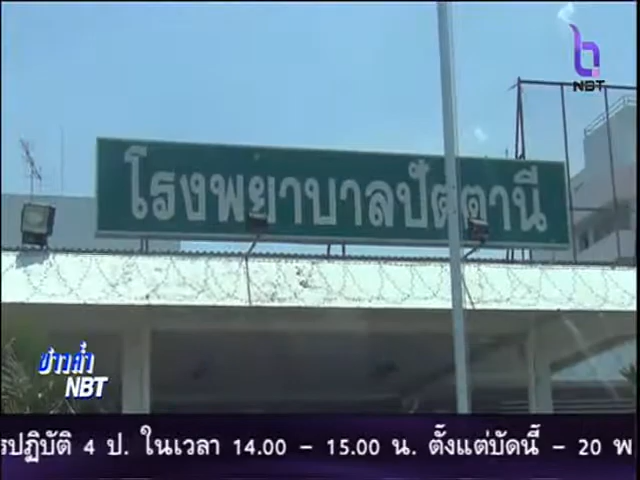 NBT
โรงพยาบาลปัตตานี
ข่าวค่ำ
NBT
รปฏิบัติ 4 ป. ในเวลา 14.00 - 15.00 น. ตั้งแต่บัดนี้ - 20 พ